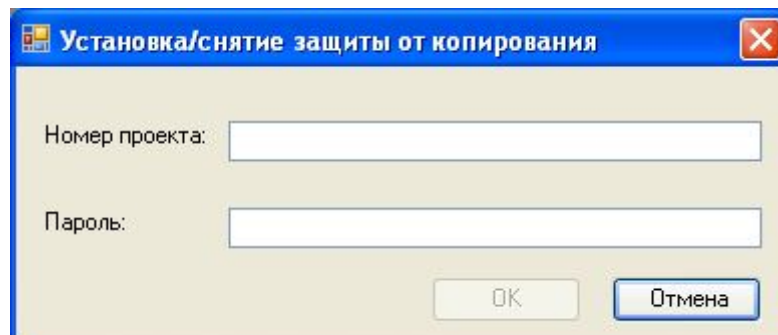 Установка/снятие защиты от копирования
Номер проекта:
Пароль:
OK Отмена